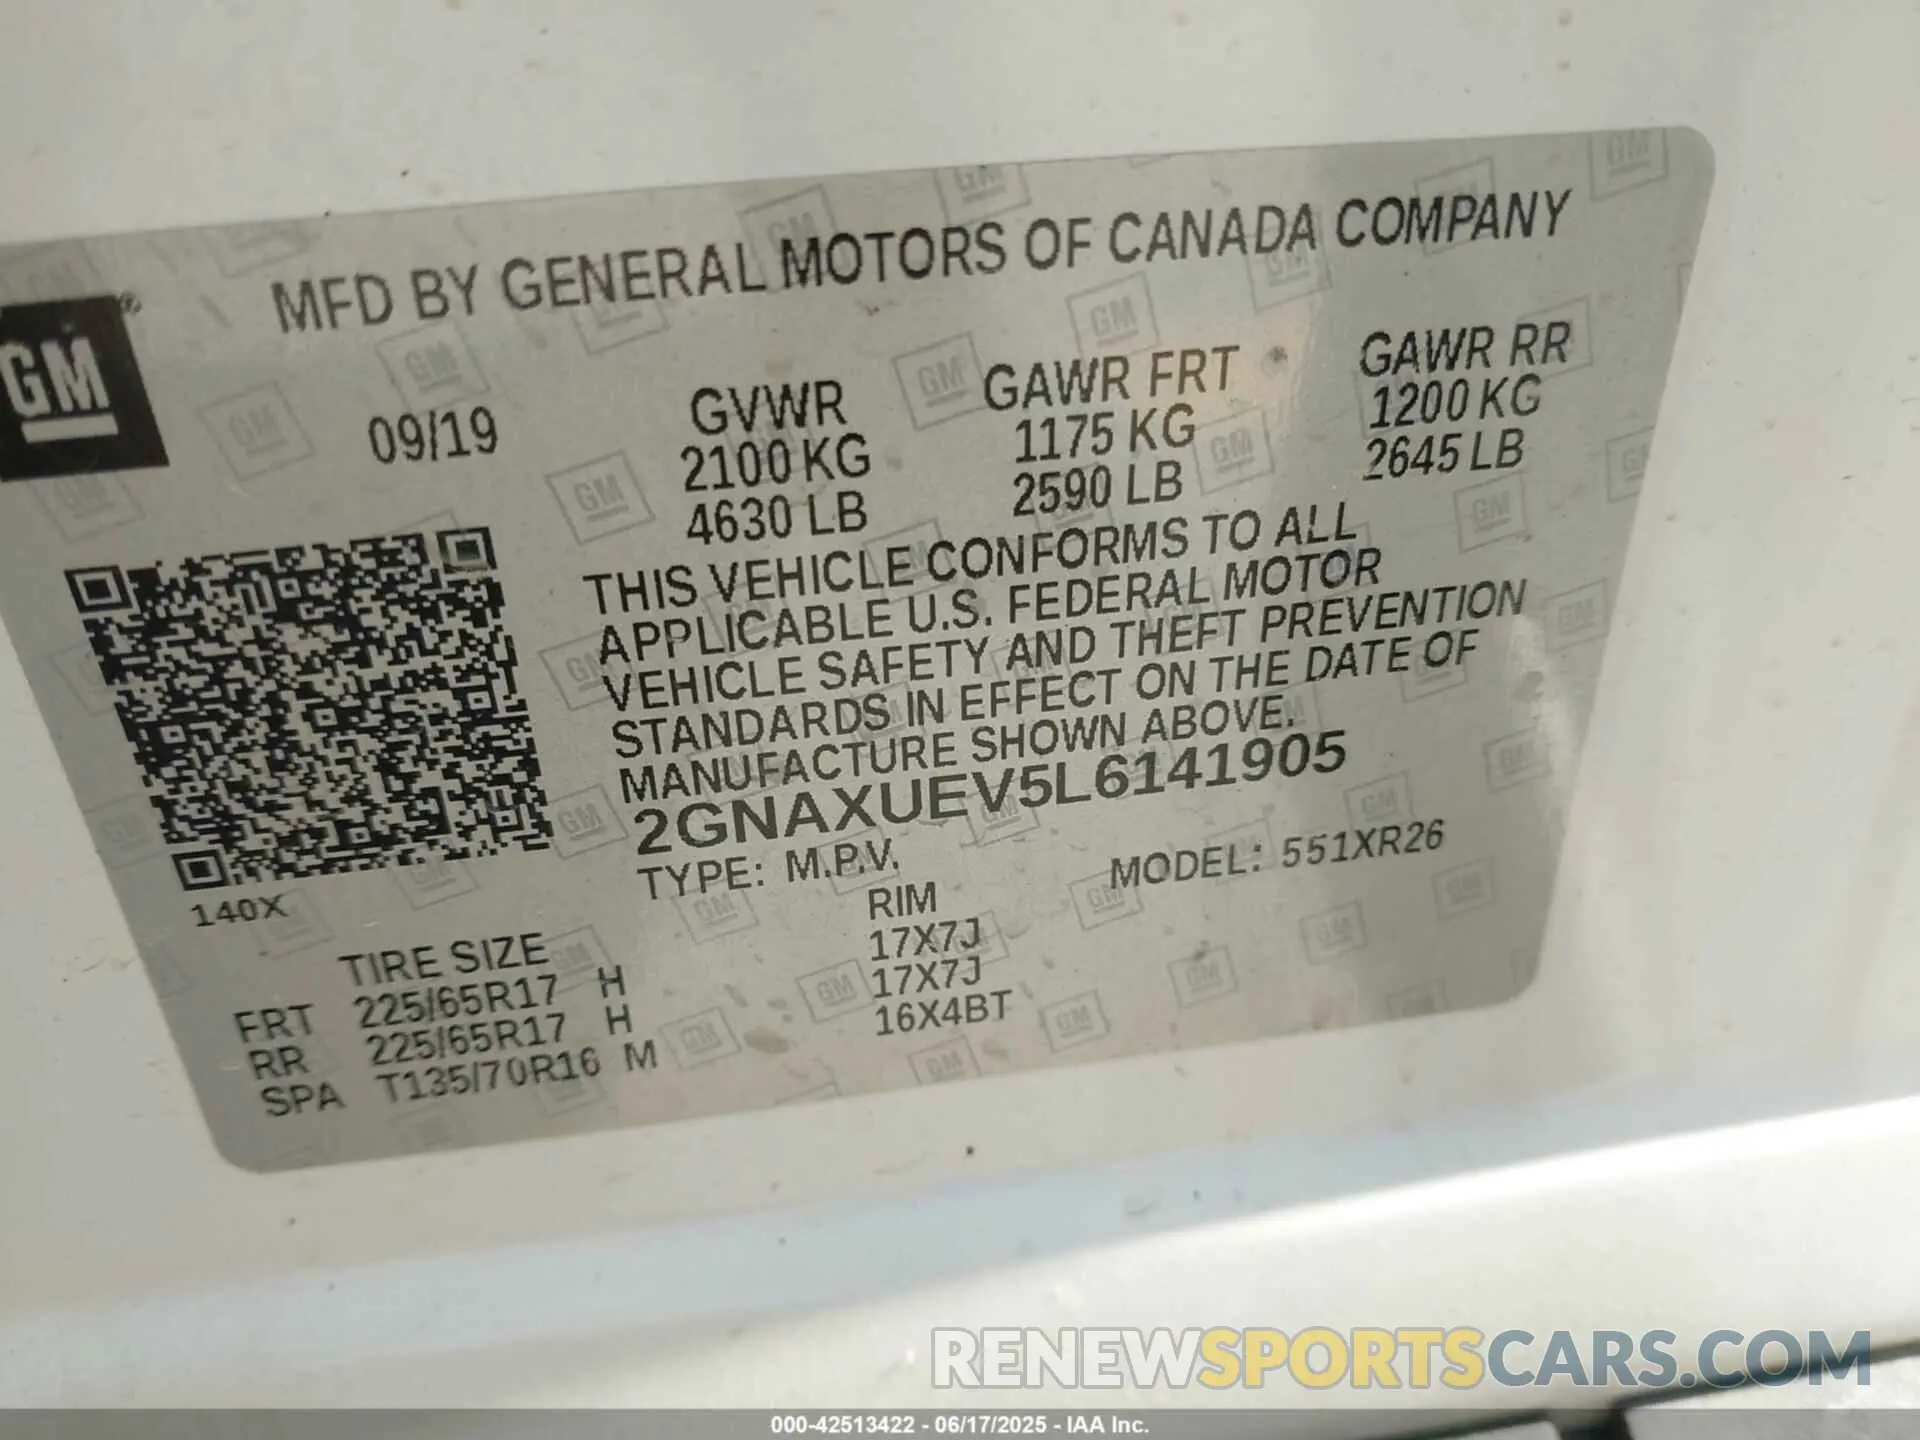 MFD BY GENERAL MOTORS OF CANADA COMPANY
GM
®
09/19
GVWR
2100 KG
4630 LB
GAWR FRT
1175 KG
2590 LB
GAWR RR
1200 KG
2645 LB
THIS VEHICLE CONFORMS TO ALL
APPLICABLE U.S. FEDERAL MOTOR
VEHICLE SAFETY AND THEFT PREVENTION
STANDARDS IN EFFECT ON THE DATE OF
MANUFACTURE SHOWN ABOVE.
2GNAXUEV5L6141905
TYPE: M.P.V. MODEL: 551XR26
140X
TIRE SIZE RIM
FRT 225/65R17 H 17X7J
RR 225/65R17 H 17X7J
SPA T135/70R16 M 16X4BT
RENEWSPORTSCARS.COM
000-42513422 - 06/17/2025 - IAA Inc.